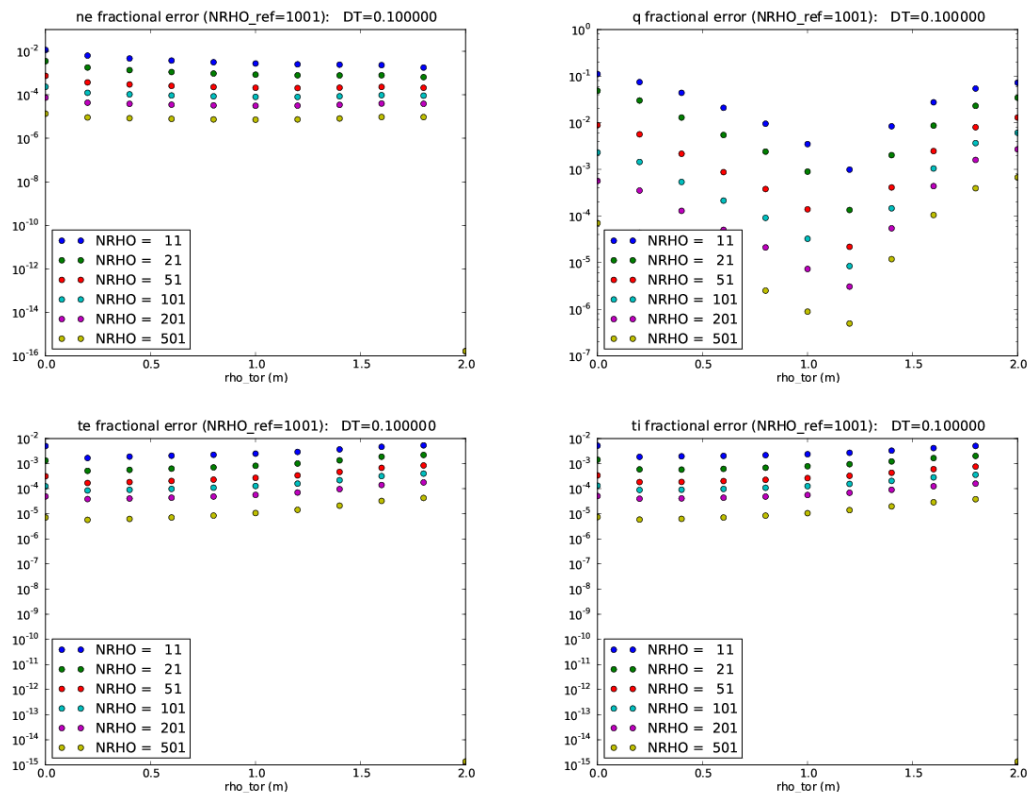 ne fractional error (NRHO_ref=1001): DT=0.100000
10^-2
10^-4
10^-6
10^-8
10^-10
10^-12
10^-14
10^-16
NRHO = 11
NRHO = 21
NRHO = 51
NRHO = 101
NRHO = 201
NRHO = 501
0.0 0.5 1.0 1.5 2.0
rho_tor (m)
q fractional error (NRHO_ref=1001): DT=0.100000
10^0
10^-1
10^-2
10^-3
10^-4
10^-5
10^-6
10^-7
NRHO = 11
NRHO = 21
NRHO = 51
NRHO = 101
NRHO = 201
NRHO = 501
0.0 0.5 1.0 1.5 2.0
rho_tor (m)
te fractional error (NRHO_ref=1001): DT=0.100000
10^-2
10^-3
10^-4
10^-5
10^-6
10^-7
10^-8
10^-9
10^-10
10^-11
10^-12
10^-13
10^-14
10^-15
NRHO = 11
NRHO = 21
NRHO = 51
NRHO = 101
NRHO = 201
NRHO = 501
0.0 0.5 1.0 1.5 2.0
rho_tor (m)
ti fractional error (NRHO_ref=1001): DT=0.100000
10^-2
10^-3
10^-4
10^-5
10^-6
10^-7
10^-8
10^-9
10^-10
10^-11
10^-12
10^-13
10^-14
10^-15
NRHO = 11
NRHO = 21
NRHO = 51
NRHO = 101
NRHO = 201
NRHO = 501
0.0 0.5 1.0 1.5 2.0
rho_tor (m)